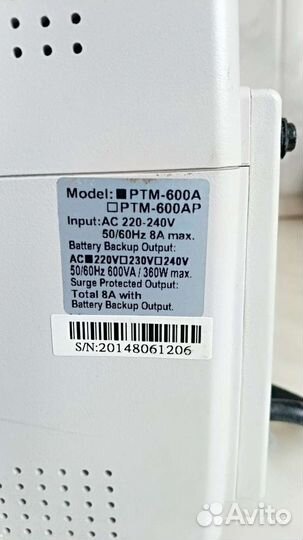 Model:■PTM-600A
□PTM-600AP
Input:AC 220-240V
50/60Hz 8A max.
Battery Backup Output:
AC■220V□230V□240V
50/60Hz 600VA / 360W max.
Surge Protected Output:
Total 8A with
Battery Backup Output.
S/N:20148061206
Avito